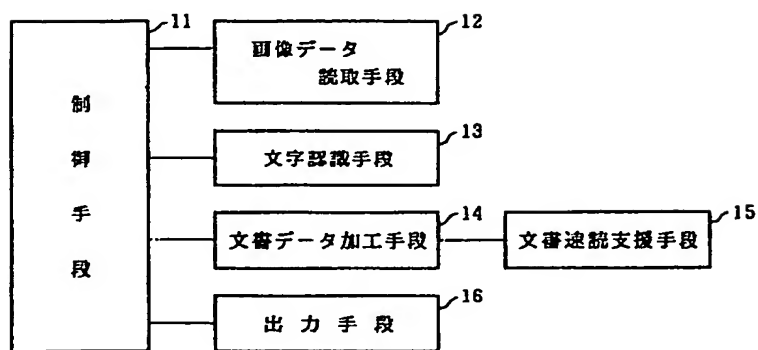 11
制御手段
12
画像データ
読取手段
13
文字認識手段
14
文書データ加工手段
15
文書速読支援手段
16
出力手段